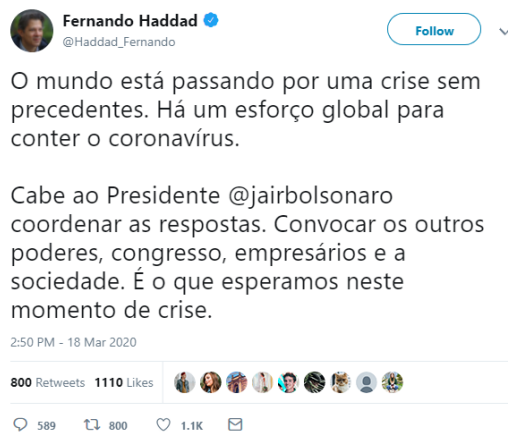 Fernando Haddad
@Haddad_Fernando
Follow
O mundo está passando por uma crise sem
precedentes. Há um esforço global para
conter o coronavírus.
Cabe ao Presidente @jairbolsonaro
coordenar as respostas. Convocar os outros
poderes, congresso, empresários e a
sociedade. É o que esperamos neste
momento de crise.
2:50 PM - 18 Mar 2020
800 Retweets 1110 Likes
589 800 1.1K